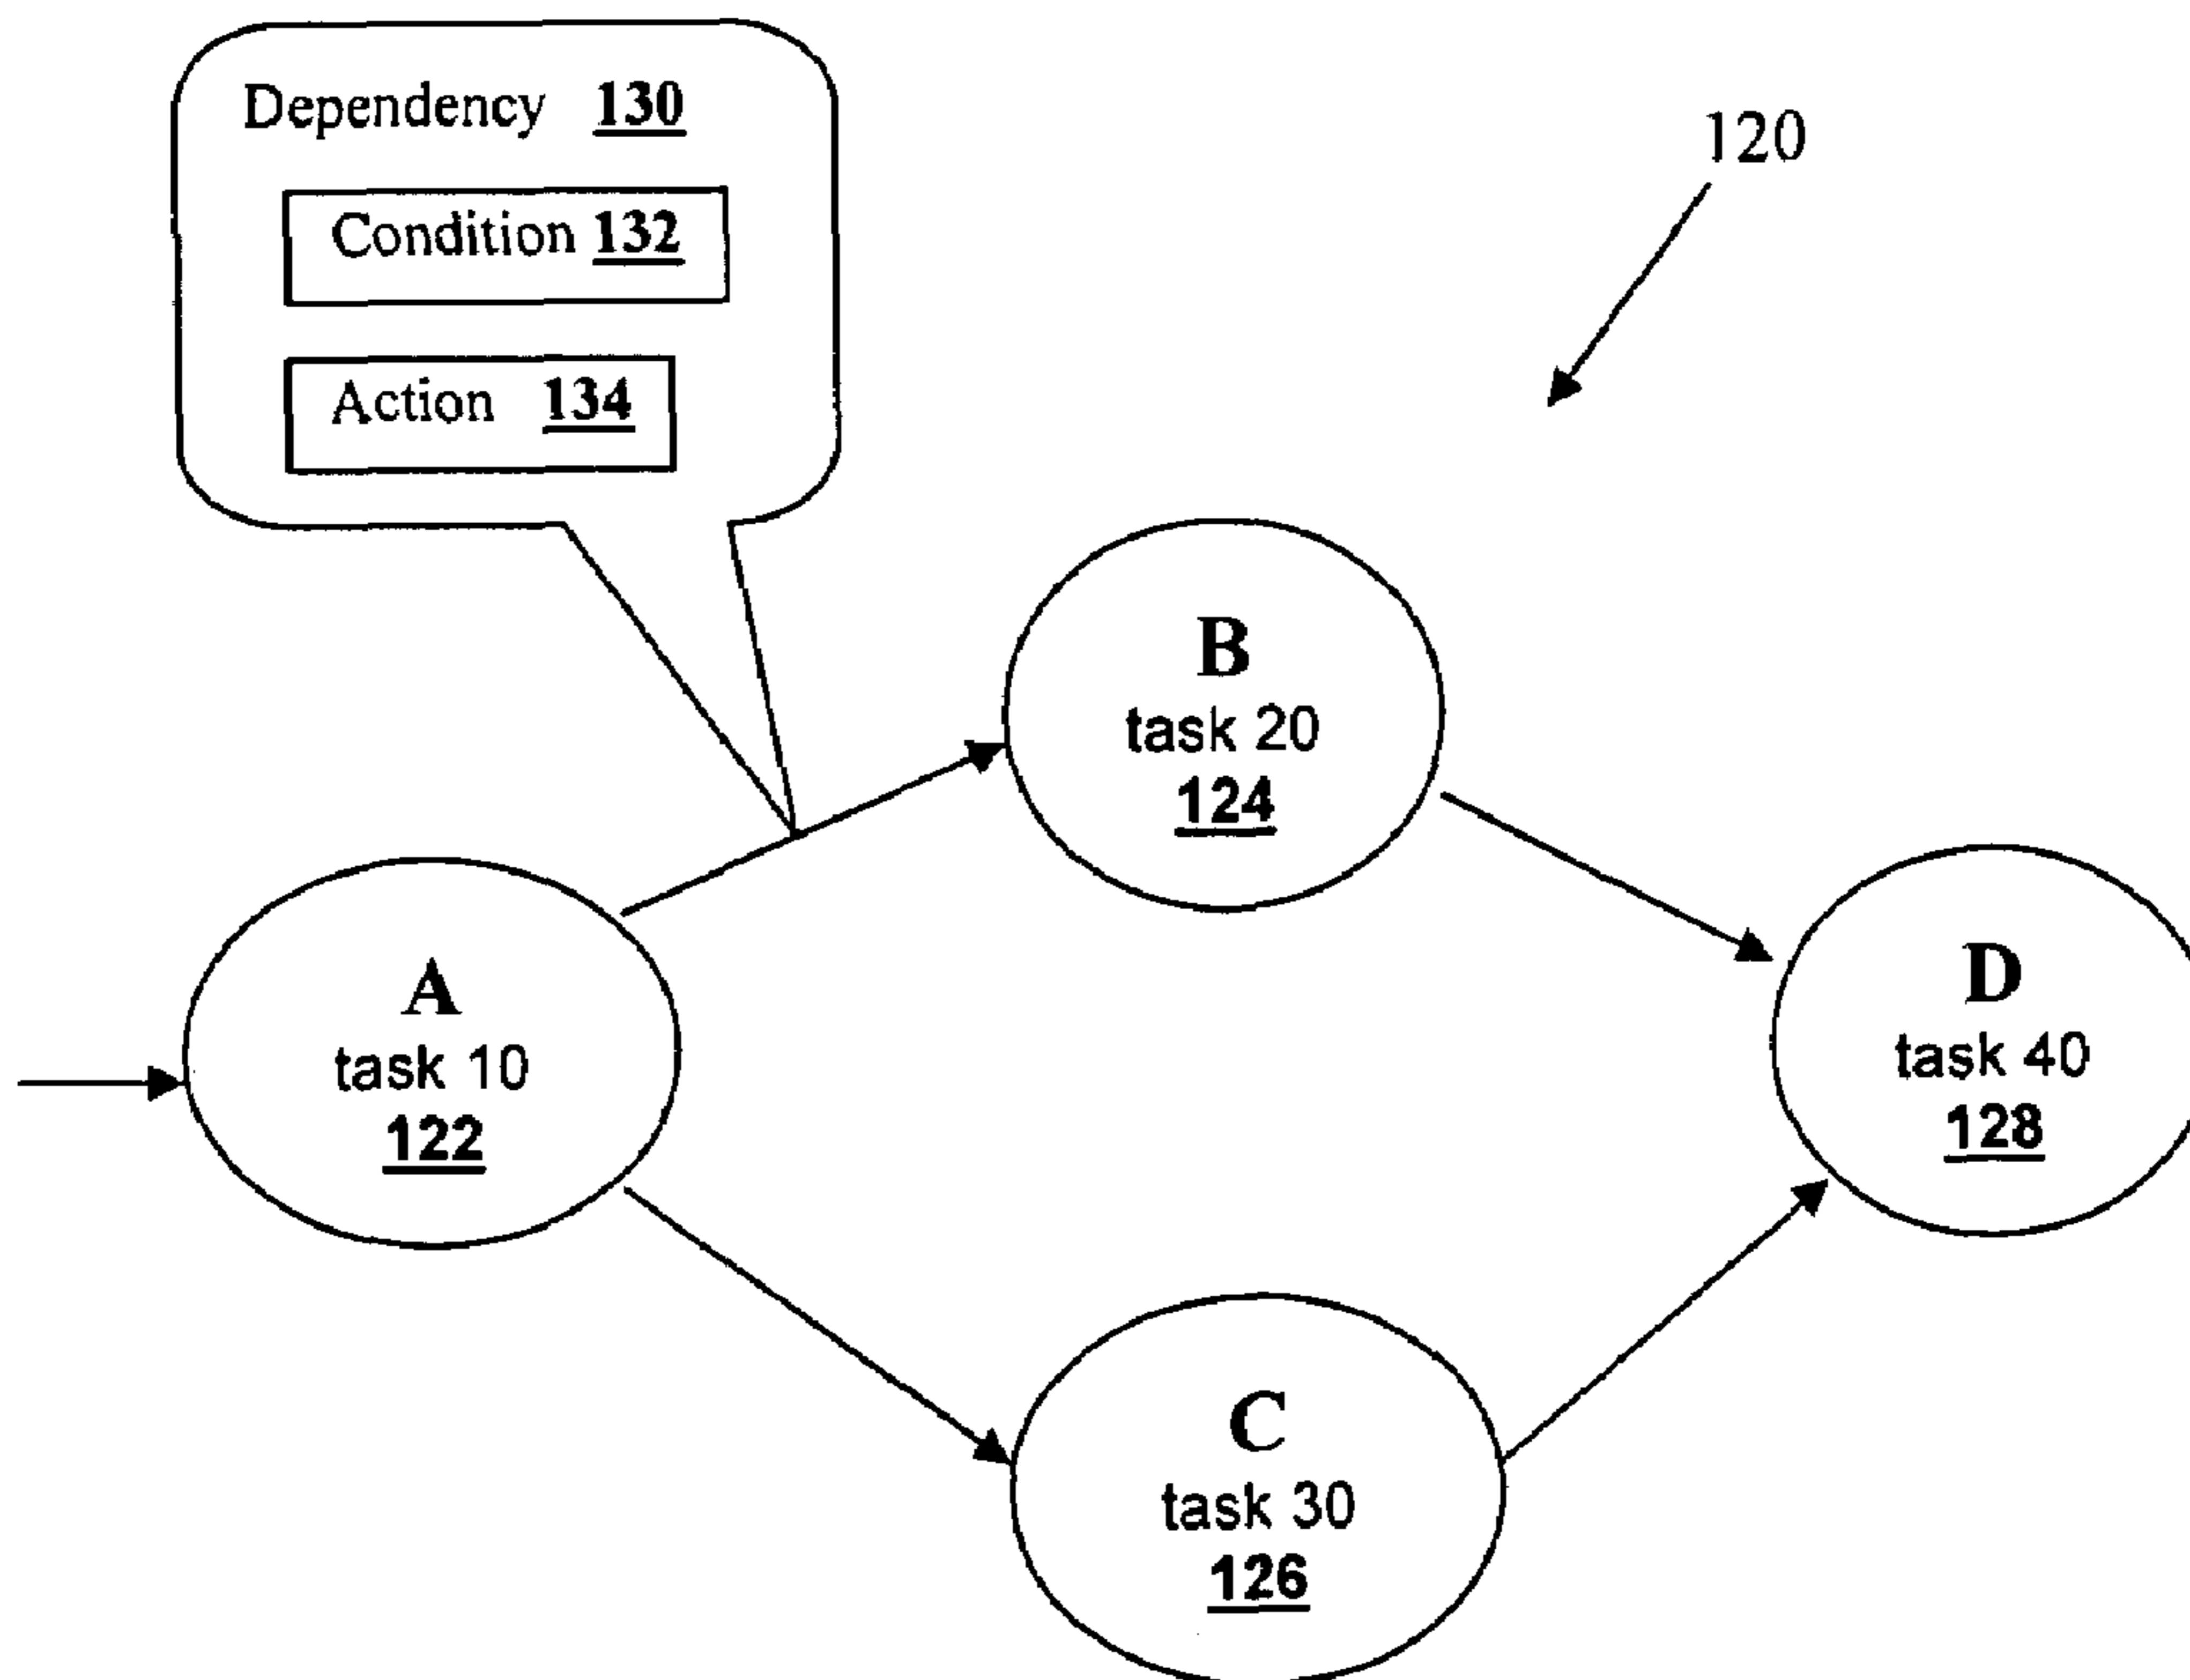 Dependency 130
Condition 132
Action 134
120
B
task 20
124
A
task 10
122
D
task 40
128
C
task 30
126